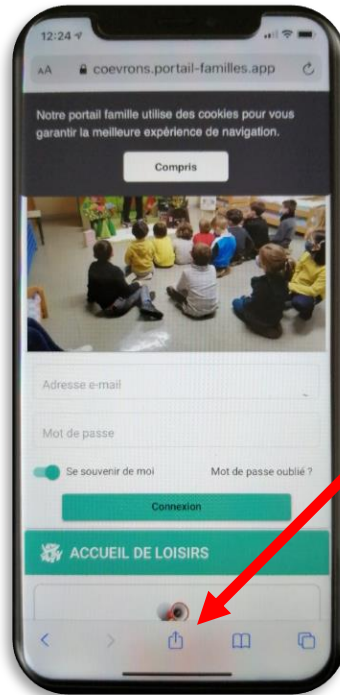 12:24
AA coevrons.portail-familles.app
Notre portail famille utilise des cookies pour vous
garantir la meilleure expérience de navigation.
Compris
Adresse e-mail
Mot de passe
Se souvenir de moi Mot de passe oublié ?
Connexion
ACCUEIL DE LOISIRS